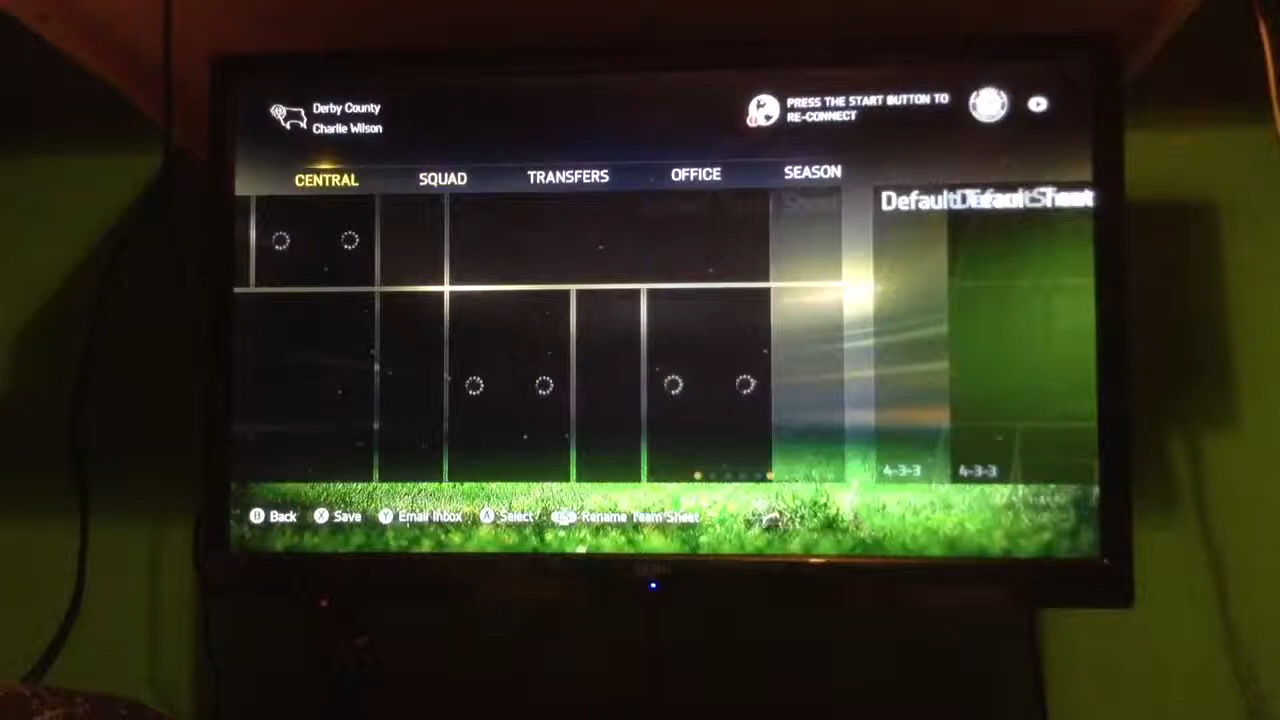 Derby County
Charlie Wilson
PRESS THE START BUTTON TO
RE-CONNECT
CENTRAL
SQUAD
TRANSFERS
OFFICE
SEASON
Default
4-3-3
4-3-3
B Back
X Save
Y Email Inbox
A Select
Rename Team Sheet